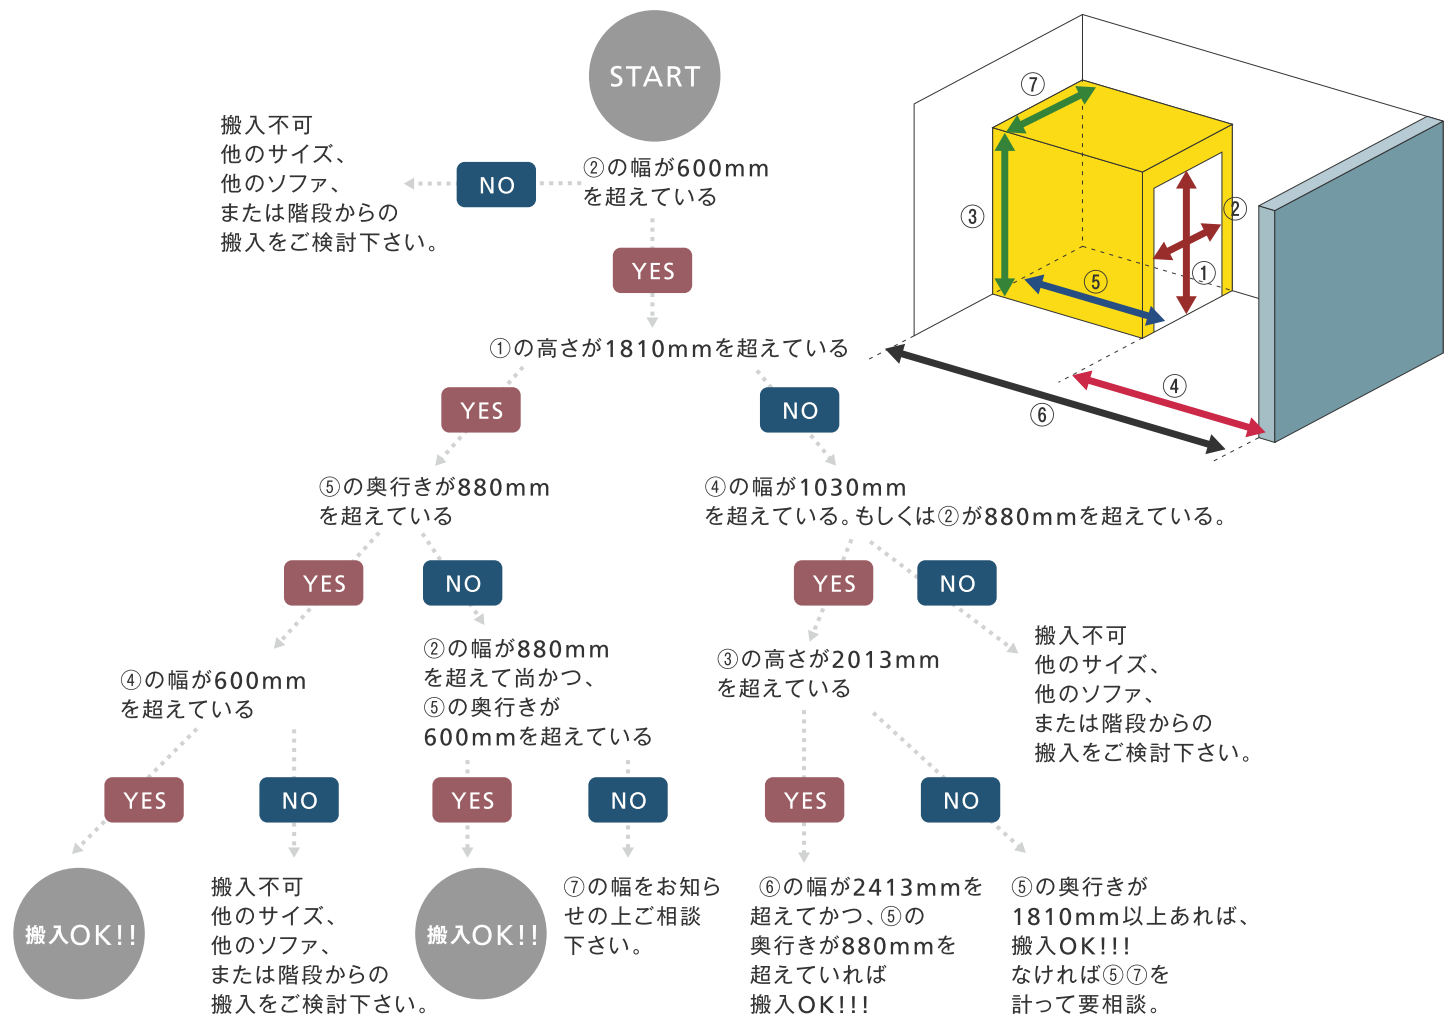 START
搬入不可
他のサイズ、
他のソファ、
または階段からの
搬入をご検討下さい。
NO
②の幅が600mm
を超えている
YES
①の高さが1810mmを超えている
YES
NO
⑤の奥行きが880mm
を超えている
④の幅が1030mm
を超えている。もしくは②が880mmを超えている。
YES
NO
YES
NO
④の幅が600mm
を超えている
②の幅が880mm
を超えて尚かつ、
⑤の奥行きが
600mmを超えている
③の高さが2013mm
を超えている
搬入不可
他のサイズ、
他のソファ、
または階段からの
搬入をご検討下さい。
YES
NO
YES
NO
YES
NO
搬入OK!!
搬入不可
他のサイズ、
他のソファ、
または階段からの
搬入をご検討下さい。
搬入OK!!
⑦の幅をお知ら
せの上ご相談
下さい。
⑥の幅が2413mmを
超えてかつ、⑤の
奥行きが880mmを
超えていれば
搬入OK!!!
⑤の奥行きが
1810mm以上あれば、
搬入OK!!!
なければ⑤⑦を
計って要相談。
⑦
③
②
①
⑤
④
⑥